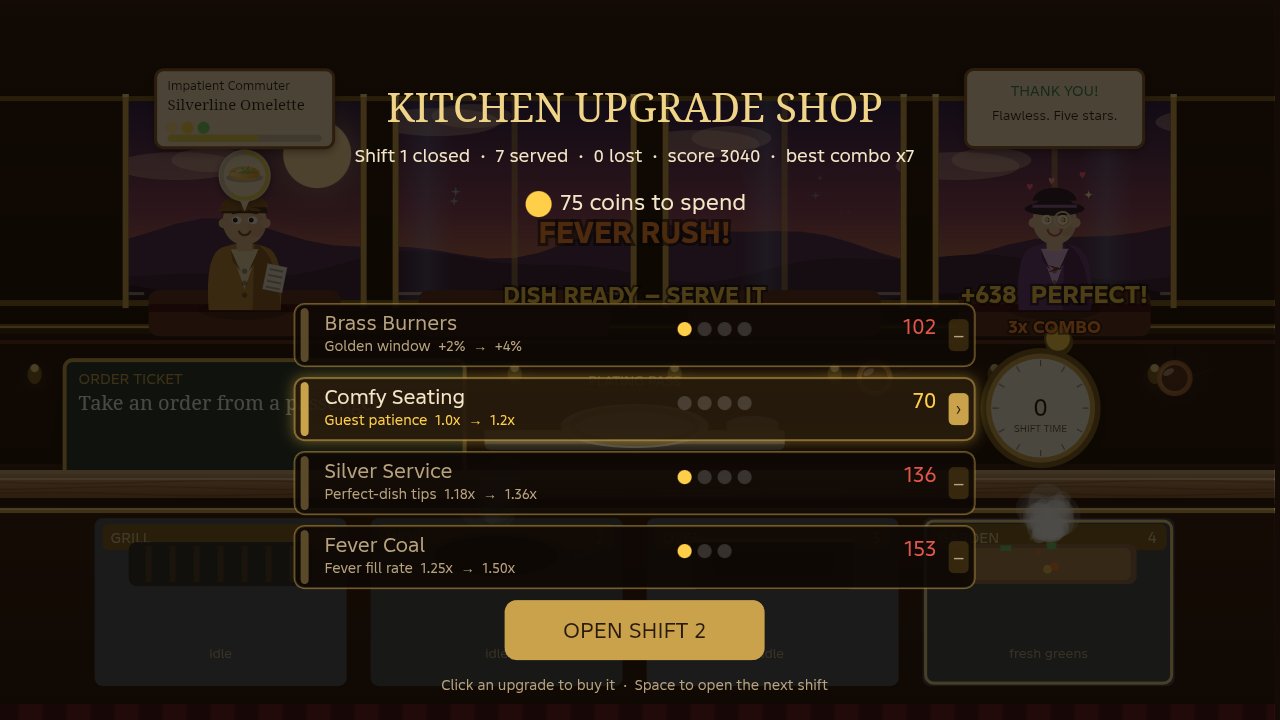 Impatient Commuter
Silverline Omelette
THANK YOU!
Flawless. Five stars.
KITCHEN UPGRADE SHOP
Shift 1 closed · 7 served · 0 lost · score 3040 · best combo x7
75 coins to spend
FEVER RUSH!
DISH READY – SERVE IT
+638 PERFECT!
3x COMBO
Brass Burners
Golden window +2% → +4%
102
–
Comfy Seating
Guest patience 1.0x → 1.2x
70
›
Silver Service
Perfect-dish tips 1.18x → 1.36x
136
–
Fever Coal
Fever fill rate 1.25x → 1.50x
153
–
ORDER TICKET
Take an order from a
0
SHIFT TIME
GRILL
4
idle
fresh greens
OPEN SHIFT 2
Click an upgrade to buy it · Space to open the next shift